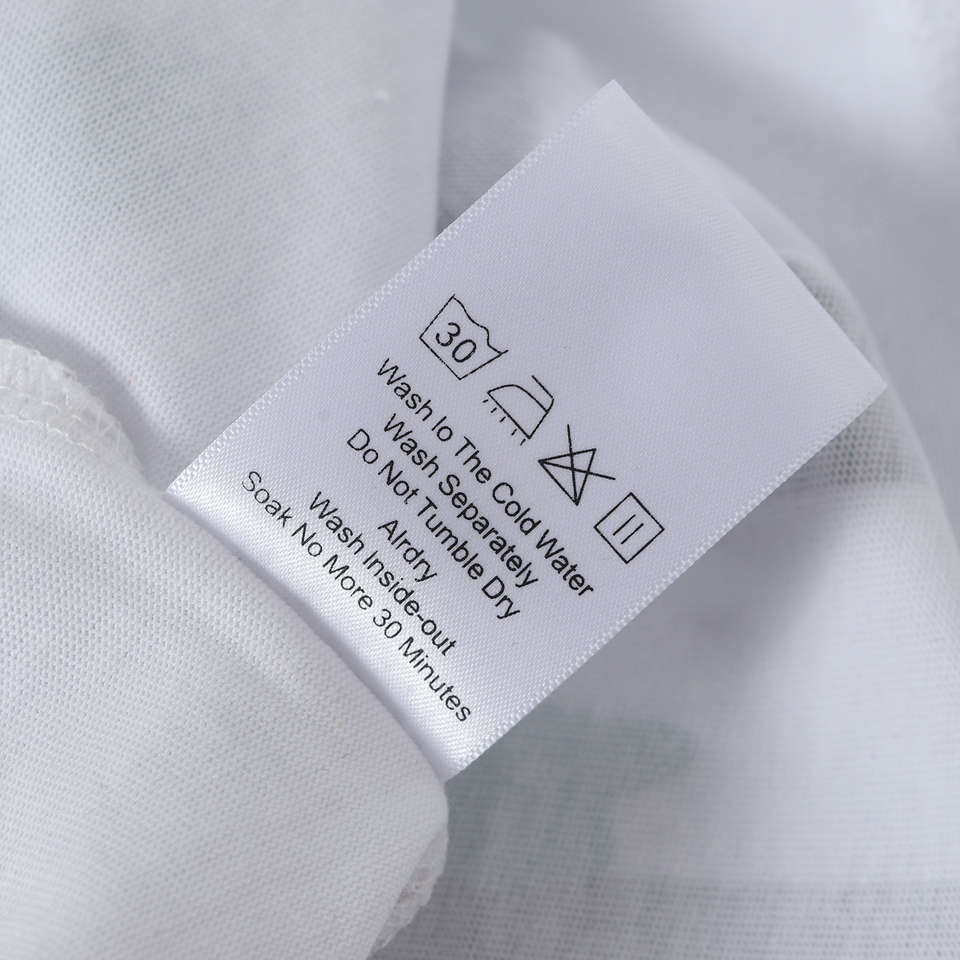 30
Wash Io The Cold Water
Wash Separately
Do Not Tumble Dry
AIrdry
Wash Inside-out
Soak No More 30 Minutes